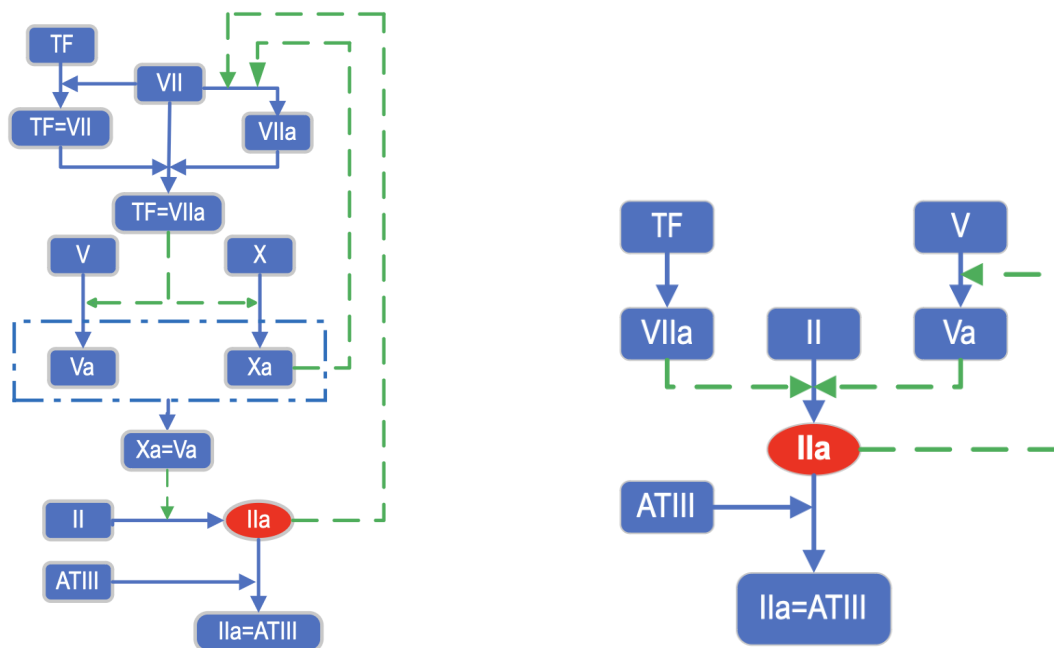 TF
VII
TF=VII
VIIa
TF=VIIa
V
X
Va
Xa
Xa=Va
II
IIa
ATIII
IIa=ATIII
TF
V
VIIa
II
Va
IIa
ATIII
IIa=ATIII